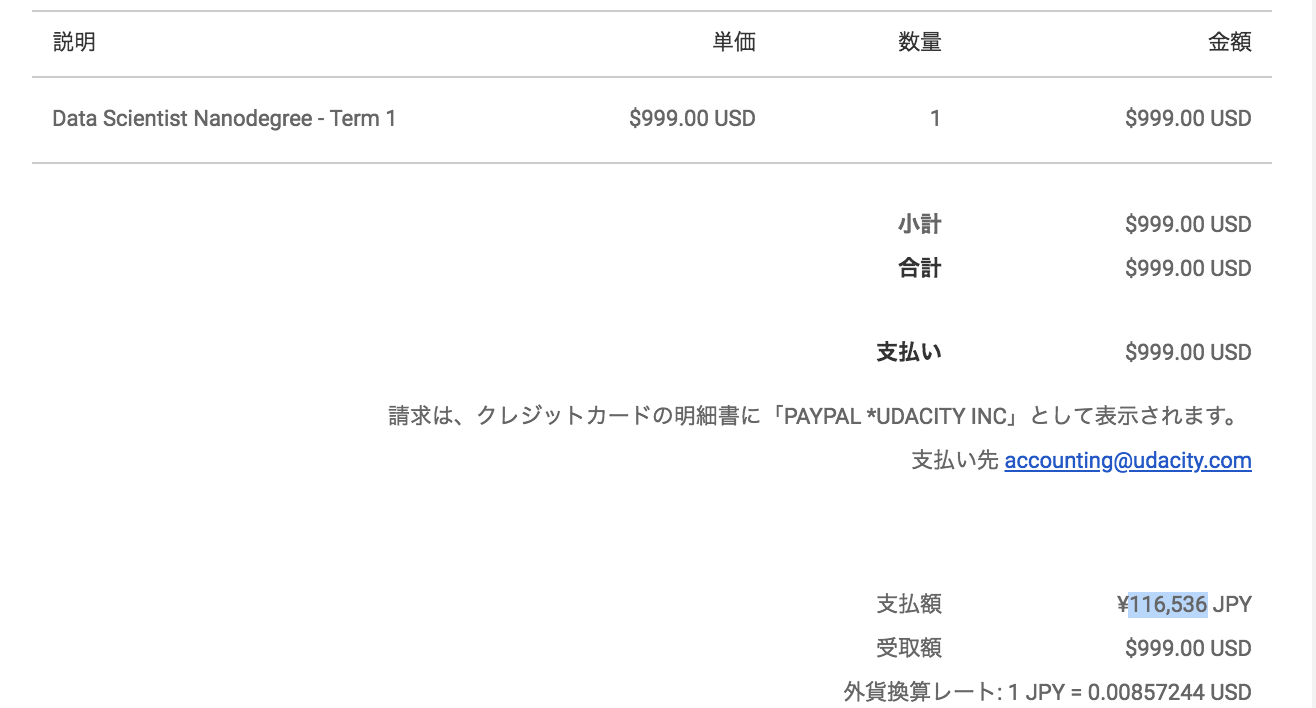 説明 単価 数量 金額
Data Scientist Nanodegree - Term 1 $999.00 USD 1 $999.00 USD
小計 $999.00 USD
合計 $999.00 USD
支払い $999.00 USD
請求は、クレジットカードの明細書に「PAYPAL *UDACITY INC」として表示されます。
支払い先 accounting@udacity.com
支払額 ¥116,536 JPY
受取額 $999.00 USD
外貨換算レート: 1 JPY = 0.00857244 USD